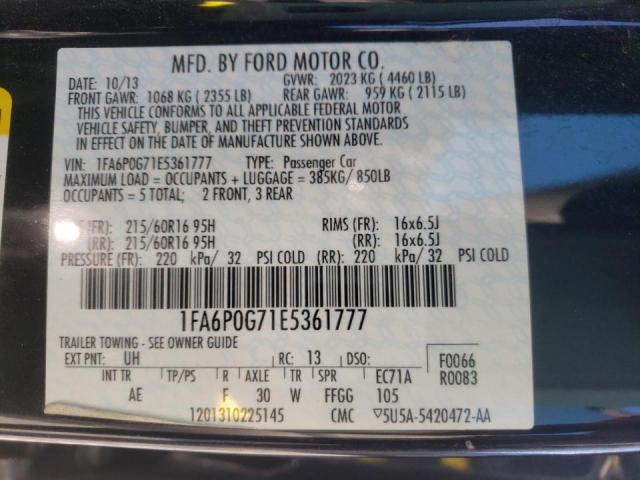 MFD. BY FORD MOTOR CO.
DATE: 10/13 GVWR: 2023 KG ( 4460 LB)
FRONT GAWR: 1068 KG ( 2355 LB) REAR GAWR: 959 KG ( 2115 LB)
THIS VEHICLE CONFORMS TO ALL APPLICABLE FEDERAL MOTOR
VEHICLE SAFETY, BUMPER, AND THEFT PREVENTION STANDARDS
IN EFFECT ON THE DATE OF MANUFACTURE SHOWN ABOVE.
VIN: 1FA6P0G71E5361777 TYPE: Passenger Car
MAXIMUM LOAD = OCCUPANTS + LUGGAGE = 385KG/ 850LB
OCCUPANTS = 5 TOTAL; 2 FRONT, 3 REAR
(FR): 215/60R16 95H RIMS (FR): 16x6.5J
(RR): 215/60R16 95H (RR): 16x6.5J
PRESSURE (FR): 220 kPa/ 32 PSI COLD (RR): 220 kPa/ 32 PSI COLD
1FA6P0G71E5361777
TRAILER TOWING - SEE OWNER GUIDE
EXT PNT: UH RC: 13 DSO: F0066
INT TR TP/PS R AXLE TR SPR EC71A R0083
AE F 30 W FFGG 105
1201310225145 CMC ▽5U5A-5420472-AA